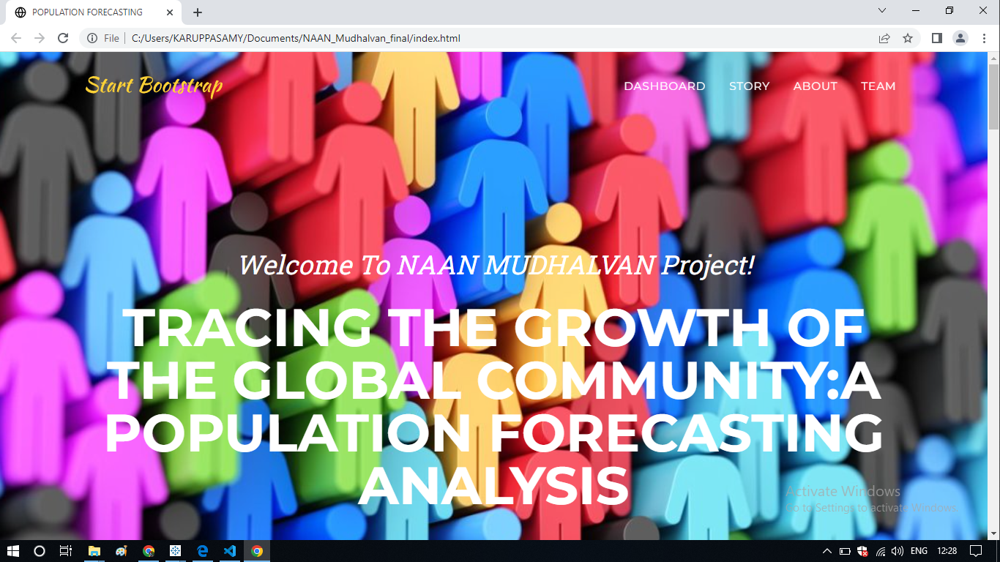 POPULATION FORECASTING
File
C:/Users/KARUPPASAMY/Documents/NAAN_Mudhalvan_final/index.html
Start Bootstrap
DASHBOARD STORY ABOUT TEAM
Welcome To NAAN MUDHALVAN Project!
TRACING THE GROWTH OF
THE GLOBAL COMMUNITY:A
POPULATION FORECASTING
ANALYSIS
Activate Windows
Go to Settings to activate Windows.
ENG 12:28